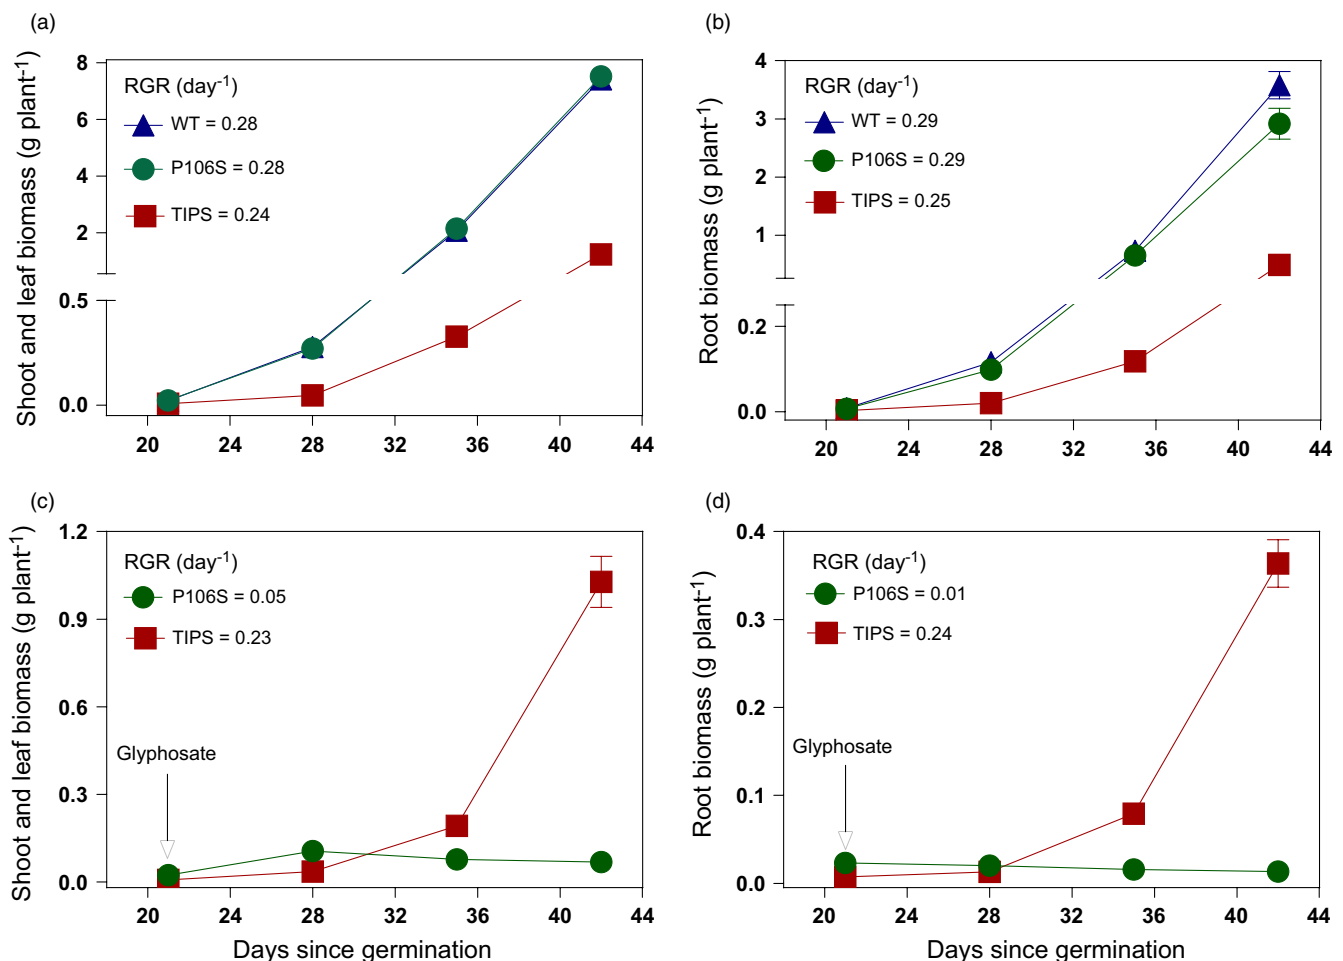 (a)
Shoot and leaf biomass (g plant⁻¹)
8
6
4
2
0.5
0.0
RGR (day⁻¹)
WT = 0.28
P106S = 0.28
TIPS = 0.24
20 24 28 32 36 40 44
(b)
Root biomass (g plant⁻¹)
4
3
2
1
0.2
0.0
RGR (day⁻¹)
WT = 0.29
P106S = 0.29
TIPS = 0.25
20 24 28 32 36 40 44
(c)
Shoot and leaf biomass (g plant⁻¹)
1.2
0.9
0.6
0.3
0.0
RGR (day⁻¹)
P106S = 0.05
TIPS = 0.23
Glyphosate
20 24 28 32 36 40 44
Days since germination
(d)
Root biomass (g plant⁻¹)
0.4
0.3
0.2
0.1
0.0
RGR (day⁻¹)
P106S = 0.01
TIPS = 0.24
Glyphosate
20 24 28 32 36 40 44
Days since germination